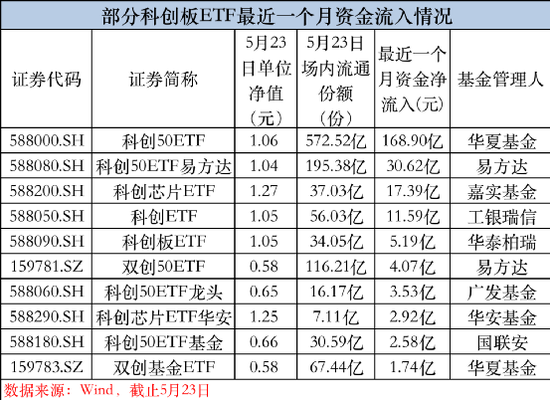 部分科创板ETF最近一个月资金流入情况
证券代码 证券简称 5月23日单位净值(元) 5月23日场内流通份额(份) 最近一个月资金净流入(元) 基金管理人
588000.SH 科创50ETF 1.06 572.52亿 168.90亿 华夏基金
588080.SH 科创50ETF易方达 1.04 195.38亿 30.62亿 易方达
588200.SH 科创芯片ETF 1.27 37.03亿 17.39亿 嘉实基金
588050.SH 科创ETF 1.05 56.03亿 11.59亿 工银瑞信
588090.SH 科创板ETF 1.05 34.05亿 5.19亿 华泰柏瑞
159781.SZ 双创50ETF 0.58 116.21亿 4.07亿 易方达
588060.SH 科创50ETF龙头 0.65 16.17亿 3.53亿 广发基金
588290.SH 科创芯片ETF华安 1.25 7.11亿 2.92亿 华安基金
588180.SH 科创50ETF基金 0.66 30.59亿 2.58亿 国联安
159783.SZ 双创基金ETF 0.58 67.44亿 1.74亿 华夏基金
数据来源：Wind，截止5月23日